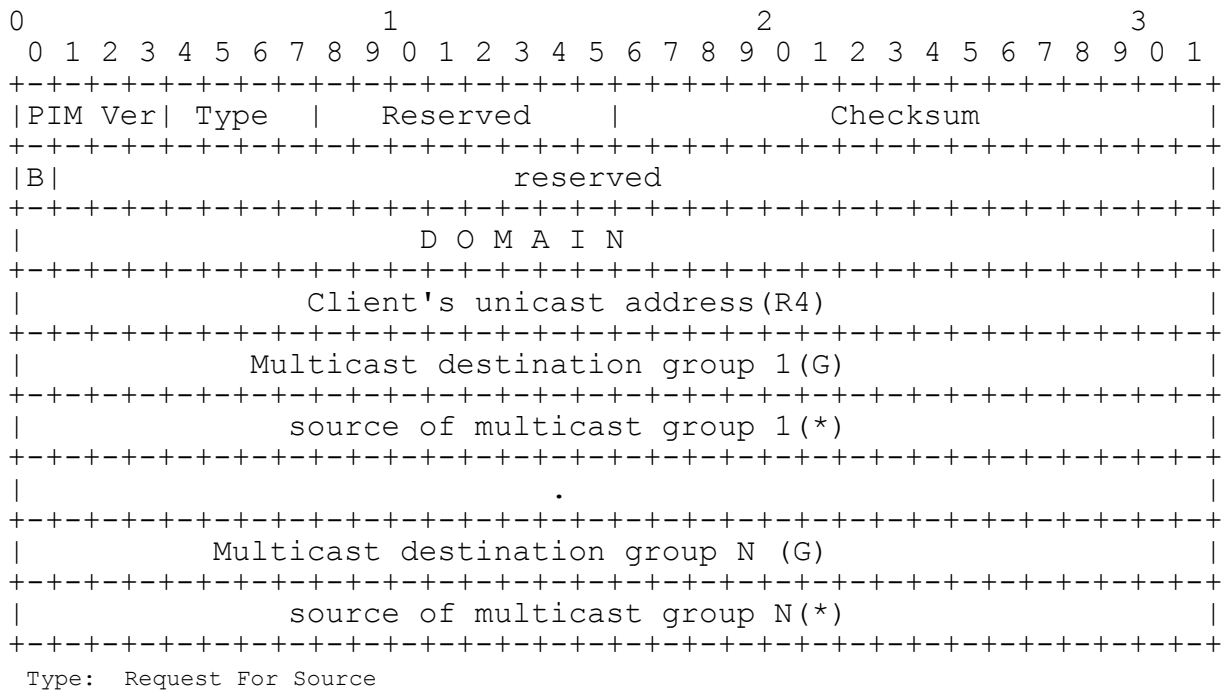 0                   1                   2                   3
 0 1 2 3 4 5 6 7 8 9 0 1 2 3 4 5 6 7 8 9 0 1 2 3 4 5 6 7 8 9 0 1
+-+-+-+-+-+-+-+-+-+-+-+-+-+-+-+-+-+-+-+-+-+-+-+-+-+-+-+-+-+-+-+-+
|PIM Ver| Type  |   Reserved    |           Checksum            |
+-+-+-+-+-+-+-+-+-+-+-+-+-+-+-+-+-+-+-+-+-+-+-+-+-+-+-+-+-+-+-+-+
|B|                        reserved                             |
+-+-+-+-+-+-+-+-+-+-+-+-+-+-+-+-+-+-+-+-+-+-+-+-+-+-+-+-+-+-+-+-+
|                     D O M A I N                               |
+-+-+-+-+-+-+-+-+-+-+-+-+-+-+-+-+-+-+-+-+-+-+-+-+-+-+-+-+-+-+-+-+
|               Client's unicast address(R4)                    |
+-+-+-+-+-+-+-+-+-+-+-+-+-+-+-+-+-+-+-+-+-+-+-+-+-+-+-+-+-+-+-+-+
|            Multicast destination group 1(G)                   |
+-+-+-+-+-+-+-+-+-+-+-+-+-+-+-+-+-+-+-+-+-+-+-+-+-+-+-+-+-+-+-+-+
|              source of multicast group 1(*)                   |
+-+-+-+-+-+-+-+-+-+-+-+-+-+-+-+-+-+-+-+-+-+-+-+-+-+-+-+-+-+-+-+-+
|                            .                                  |
+-+-+-+-+-+-+-+-+-+-+-+-+-+-+-+-+-+-+-+-+-+-+-+-+-+-+-+-+-+-+-+-+
|          Multicast destination group N (G)                    |
+-+-+-+-+-+-+-+-+-+-+-+-+-+-+-+-+-+-+-+-+-+-+-+-+-+-+-+-+-+-+-+-+
|              source of multicast group N(*)                   |
+-+-+-+-+-+-+-+-+-+-+-+-+-+-+-+-+-+-+-+-+-+-+-+-+-+-+-+-+-+-+-+-+
Type:  Request For Source